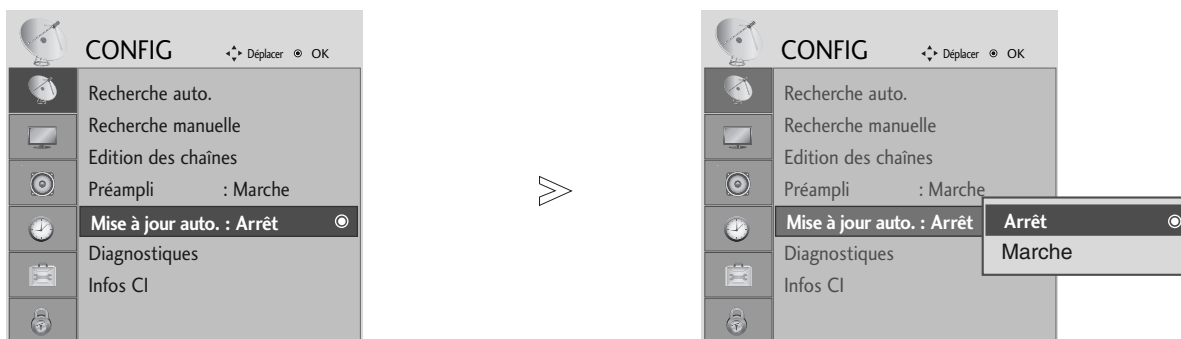 CONFIG Déplacer OK
Recherche auto.
Recherche manuelle
Edition des chaînes
Préampli : Marche
Mise à jour auto. : Arrêt
Diagnostiques
Infos CI
CONFIG Déplacer OK
Recherche auto.
Recherche manuelle
Edition des chaînes
Préampli : Marche
Mise à jour auto. : Arrêt
Diagnostiques
Infos CI
Arrêt
Marche